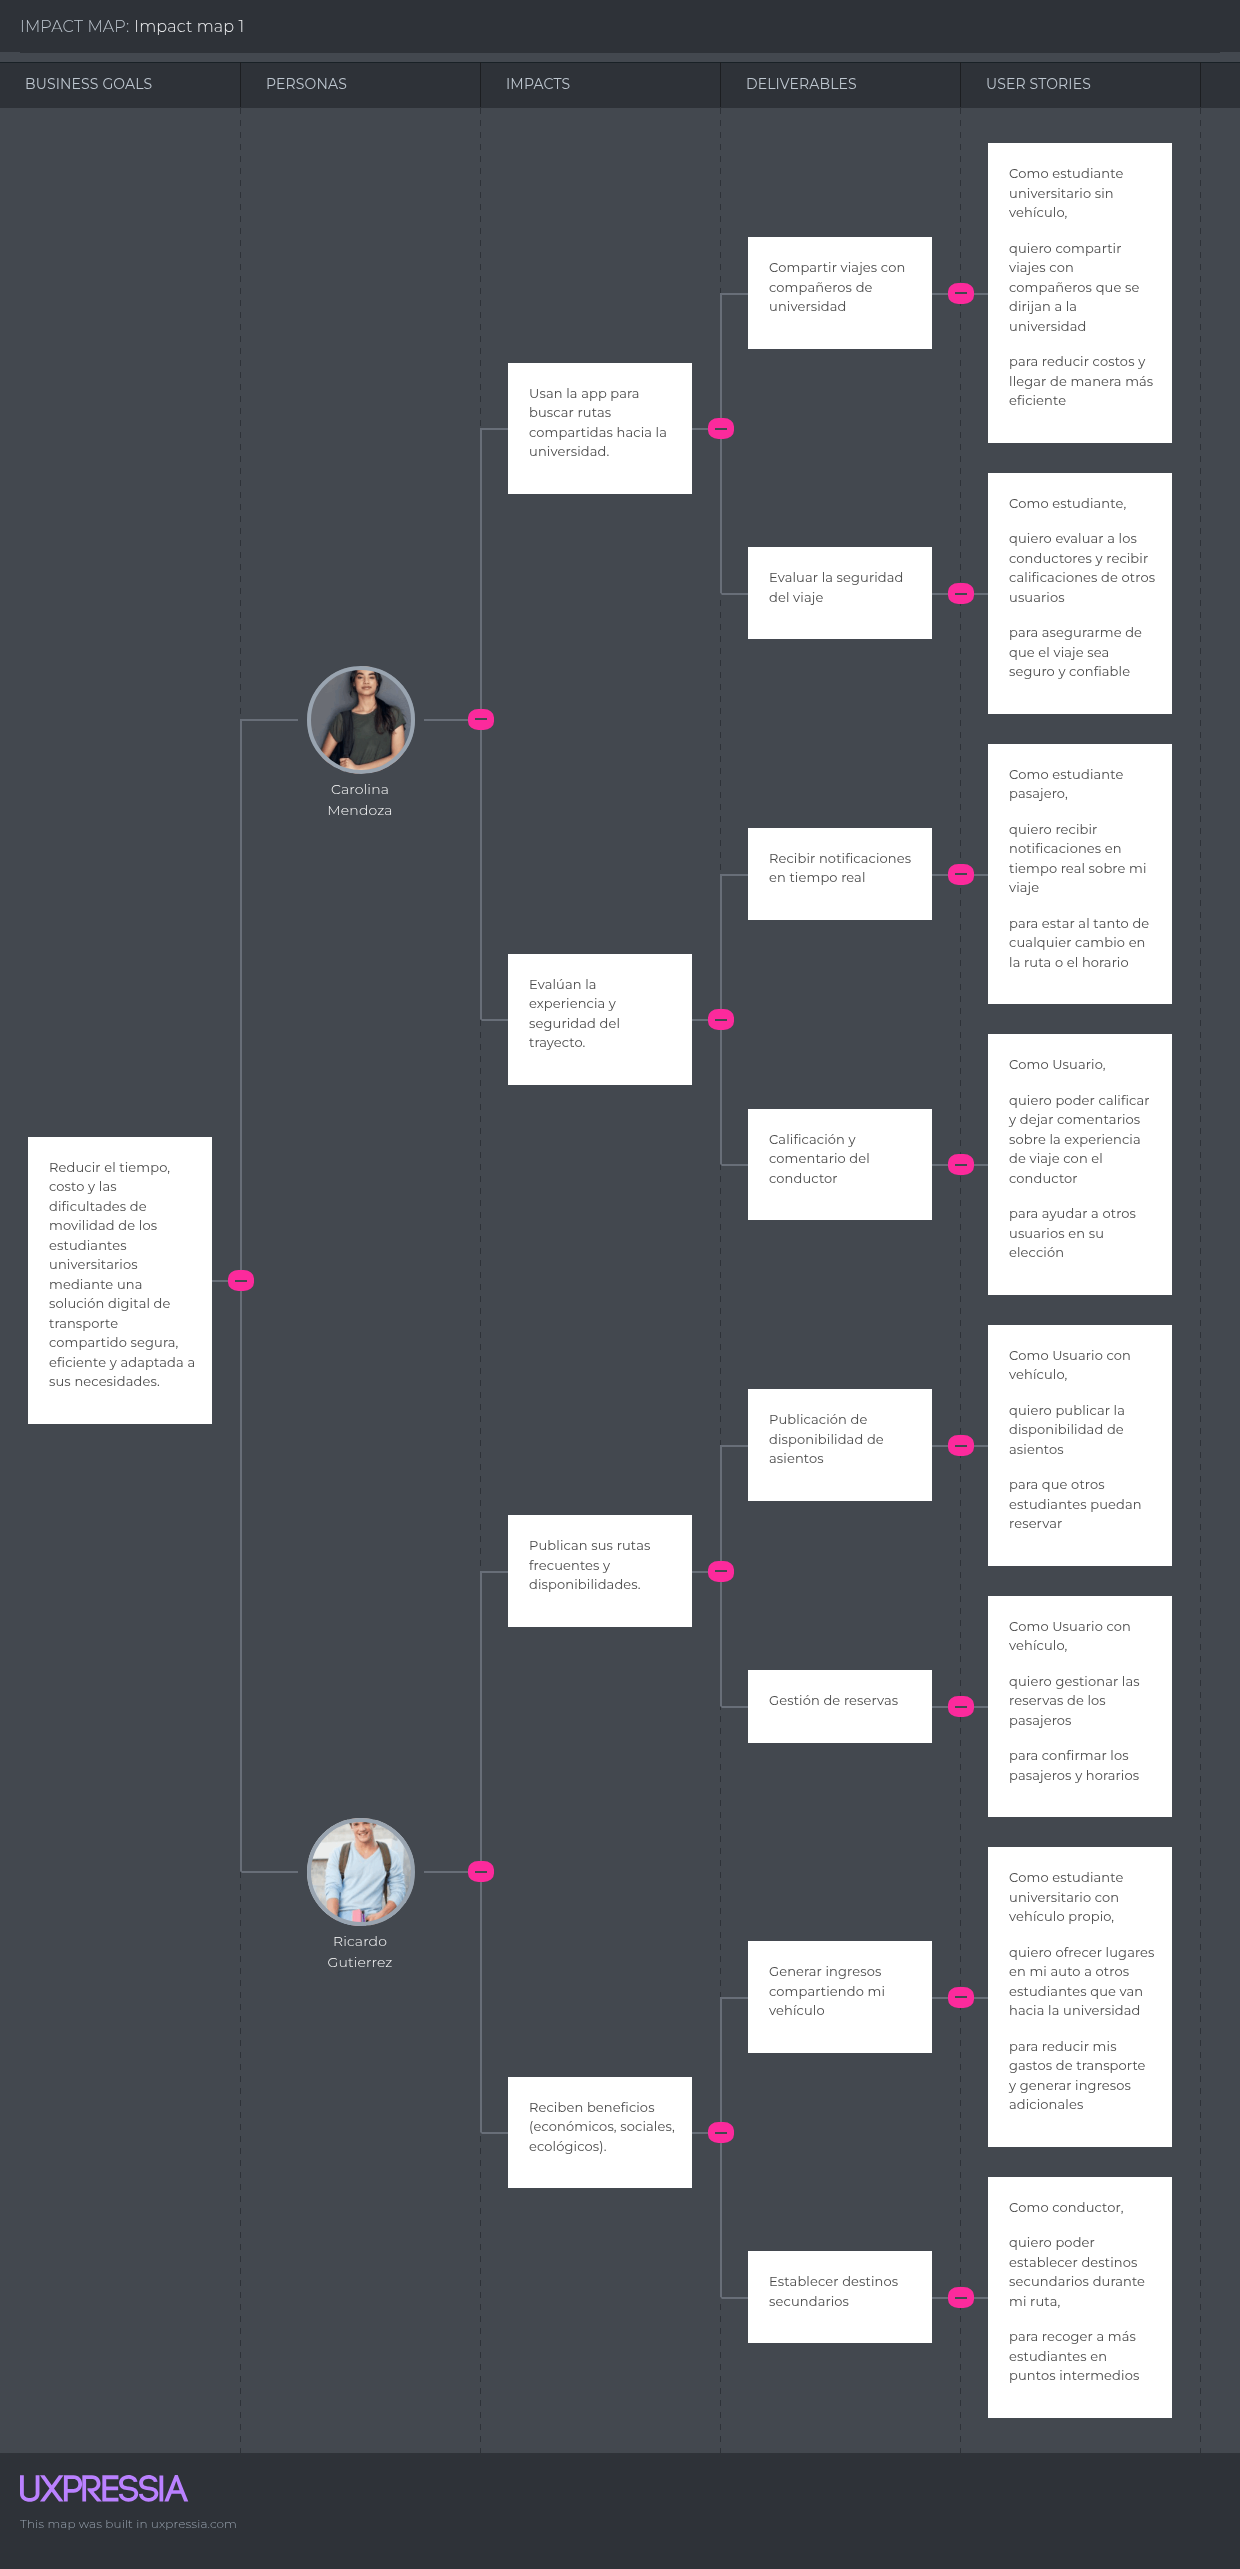 IMPACT MAP: Impact map 1
BUSINESS GOALS
PERSONAS
IMPACTS
DELIVERABLES
USER STORIES
Reducir el tiempo,
costo y las
dificultades de
movilidad de los
estudiantes
universitarios
mediante una
solución digital de
transporte
compartido segura,
eficiente y adaptada a
sus necesidades.
Carolina
Mendoza
Usan la app para
buscar rutas
compartidas hacia la
universidad.
Compartir viajes con
compañeros de
universidad
Como estudiante
universitario sin
vehículo,
quiero compartir
viajes con
compañeros que se
dirijan a la
universidad
para reducir costos y
llegar de manera más
eficiente
Evaluar la seguridad
del viaje
Como estudiante,
quiero evaluar a los
conductores y recibir
calificaciones de otros
usuarios
para asegurarme de
que el viaje sea
seguro y confiable
Evalúan la
experiencia y
seguridad del
trayecto.
Recibir notificaciones
en tiempo real
Como estudiante
pasajero,
quiero recibir
notificaciones en
tiempo real sobre mi
viaje
para estar al tanto de
cualquier cambio en
la ruta o el horario
Calificación y
comentario del
conductor
Como Usuario,
quiero poder calificar
y dejar comentarios
sobre la experiencia
de viaje con el
conductor
para ayudar a otros
usuarios en su
elección
Ricardo
Gutierrez
Publican sus rutas
frecuentes y
disponibilidades.
Publicación de
disponibilidad de
asientos
Como Usuario con
vehículo,
quiero publicar la
disponibilidad de
asientos
para que otros
estudiantes puedan
reservar
Gestión de reservas
Como Usuario con
vehículo,
quiero gestionar las
reservas de los
pasajeros
para confirmar los
pasajeros y horarios
Reciben beneficios
(económicos, sociales,
ecológicos).
Generar ingresos
compartiendo mi
vehículo
Como estudiante
universitario con
vehículo propio,
quiero ofrecer lugares
en mi auto a otros
estudiantes que van
hacia la universidad
para reducir mis
gastos de transporte
y generar ingresos
adicionales
Establecer destinos
secundarios
Como conductor,
quiero poder
establecer destinos
secundarios durante
mi ruta,
para recoger a más
estudiantes en
puntos intermedios
UXPRESSIA
This map was built in uxpressia.com